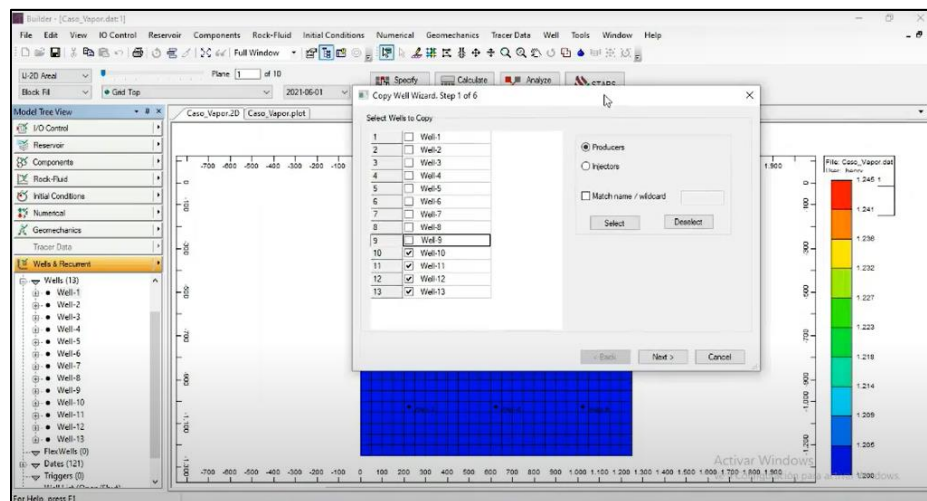 Builder - [Caso_Vapor.dat:1]
File Edit View IO Control Reservoir Components Rock-Fluid Initial Conditions Numerical Geomechanics Tracer Data Well Tools Window Help
Full Window
IJ-2D Areal
Plane 1 of 10
Specify
Calculate
Analyze
STARS
Block Fill
Grid Top
2021-06-01
Model Tree View
Caso_Vapor.2D
Caso_Vapor.plot
I/O Control
Reservoir
Components
Rock-Fluid
Initial Conditions
Numerical
Geomechanics
Tracer Data
Wells & Recurrent
Wells (13)
Well-1
Well-2
Well-3
Well-4
Well-5
Well-6
Well-7
Well-8
Well-9
Well-10
Well-11
Well-12
Well-13
FlexWells (0)
Dates (121)
Triggers (0)
For Help, press F1
Copy Well Wizard. Step 1 of 6
Select Wells to Copy
1 Well-1
2 Well-2
3 Well-3
4 Well-4
5 Well-5
6 Well-6
7 Well-7
8 Well-8
9 Well-9
10 Well-10
11 Well-11
12 Well-12
13 Well-13
Producers
Injectors
Match name / wildcard
Select
Deselect
< Back
Next >
Cancel
-700 -600 -500 -400 -300 -200 -100
1.900
File: Caso_Vapor.dat
1.241
1.236
1.232
1.227
1.223
1.218
1.214
1.209
1.205
1.200
-700 -600 -500 -400 -300 -200 -100 0 100 200 300 400 500 600 700 800 900 1.000 1.100 1.200 1.300 1.400 1.500 1.600 1.700 1.800 1.900
Activar Windows